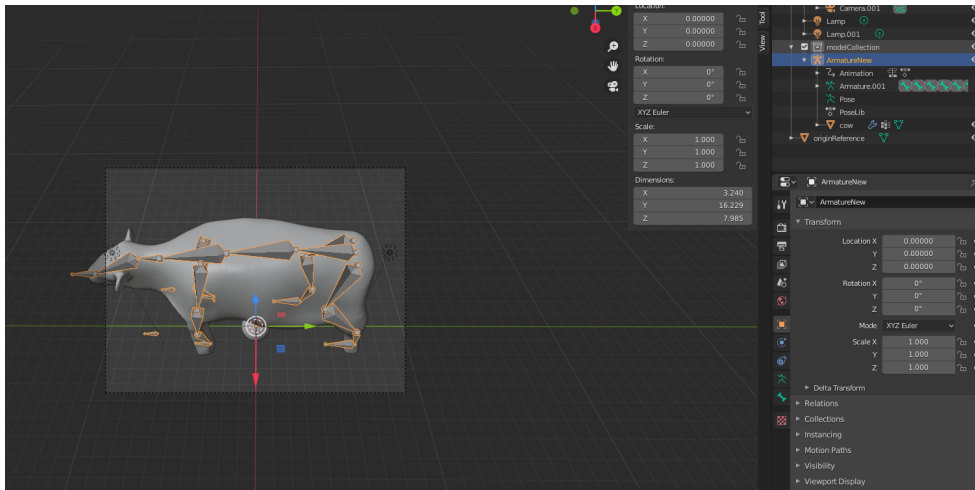 Location:
X 0.00000
Y 0.00000
Z 0.00000
Rotation:
X 0°
Y 0°
Z 0°
XYZ Euler
Scale:
X 1.000
Y 1.000
Z 1.000
Dimensions:
X 3.240
Y 16.229
Z 7.985
Tool
View
Camera.001
Lamp
Lamp.001
modelCollection
ArmatureNew
Animation
Armature.001
Pose
PoseLib
cow
originReference
ArmatureNew
ArmatureNew
Transform
Location X 0.00000
Y 0.00000
Z 0.00000
Rotation X 0°
Y 0°
Z 0°
Mode XYZ Euler
Scale X 1.000
Y 1.000
Z 1.000
Delta Transform
Relations
Collections
Instancing
Motion Paths
Visibility
Viewport Display